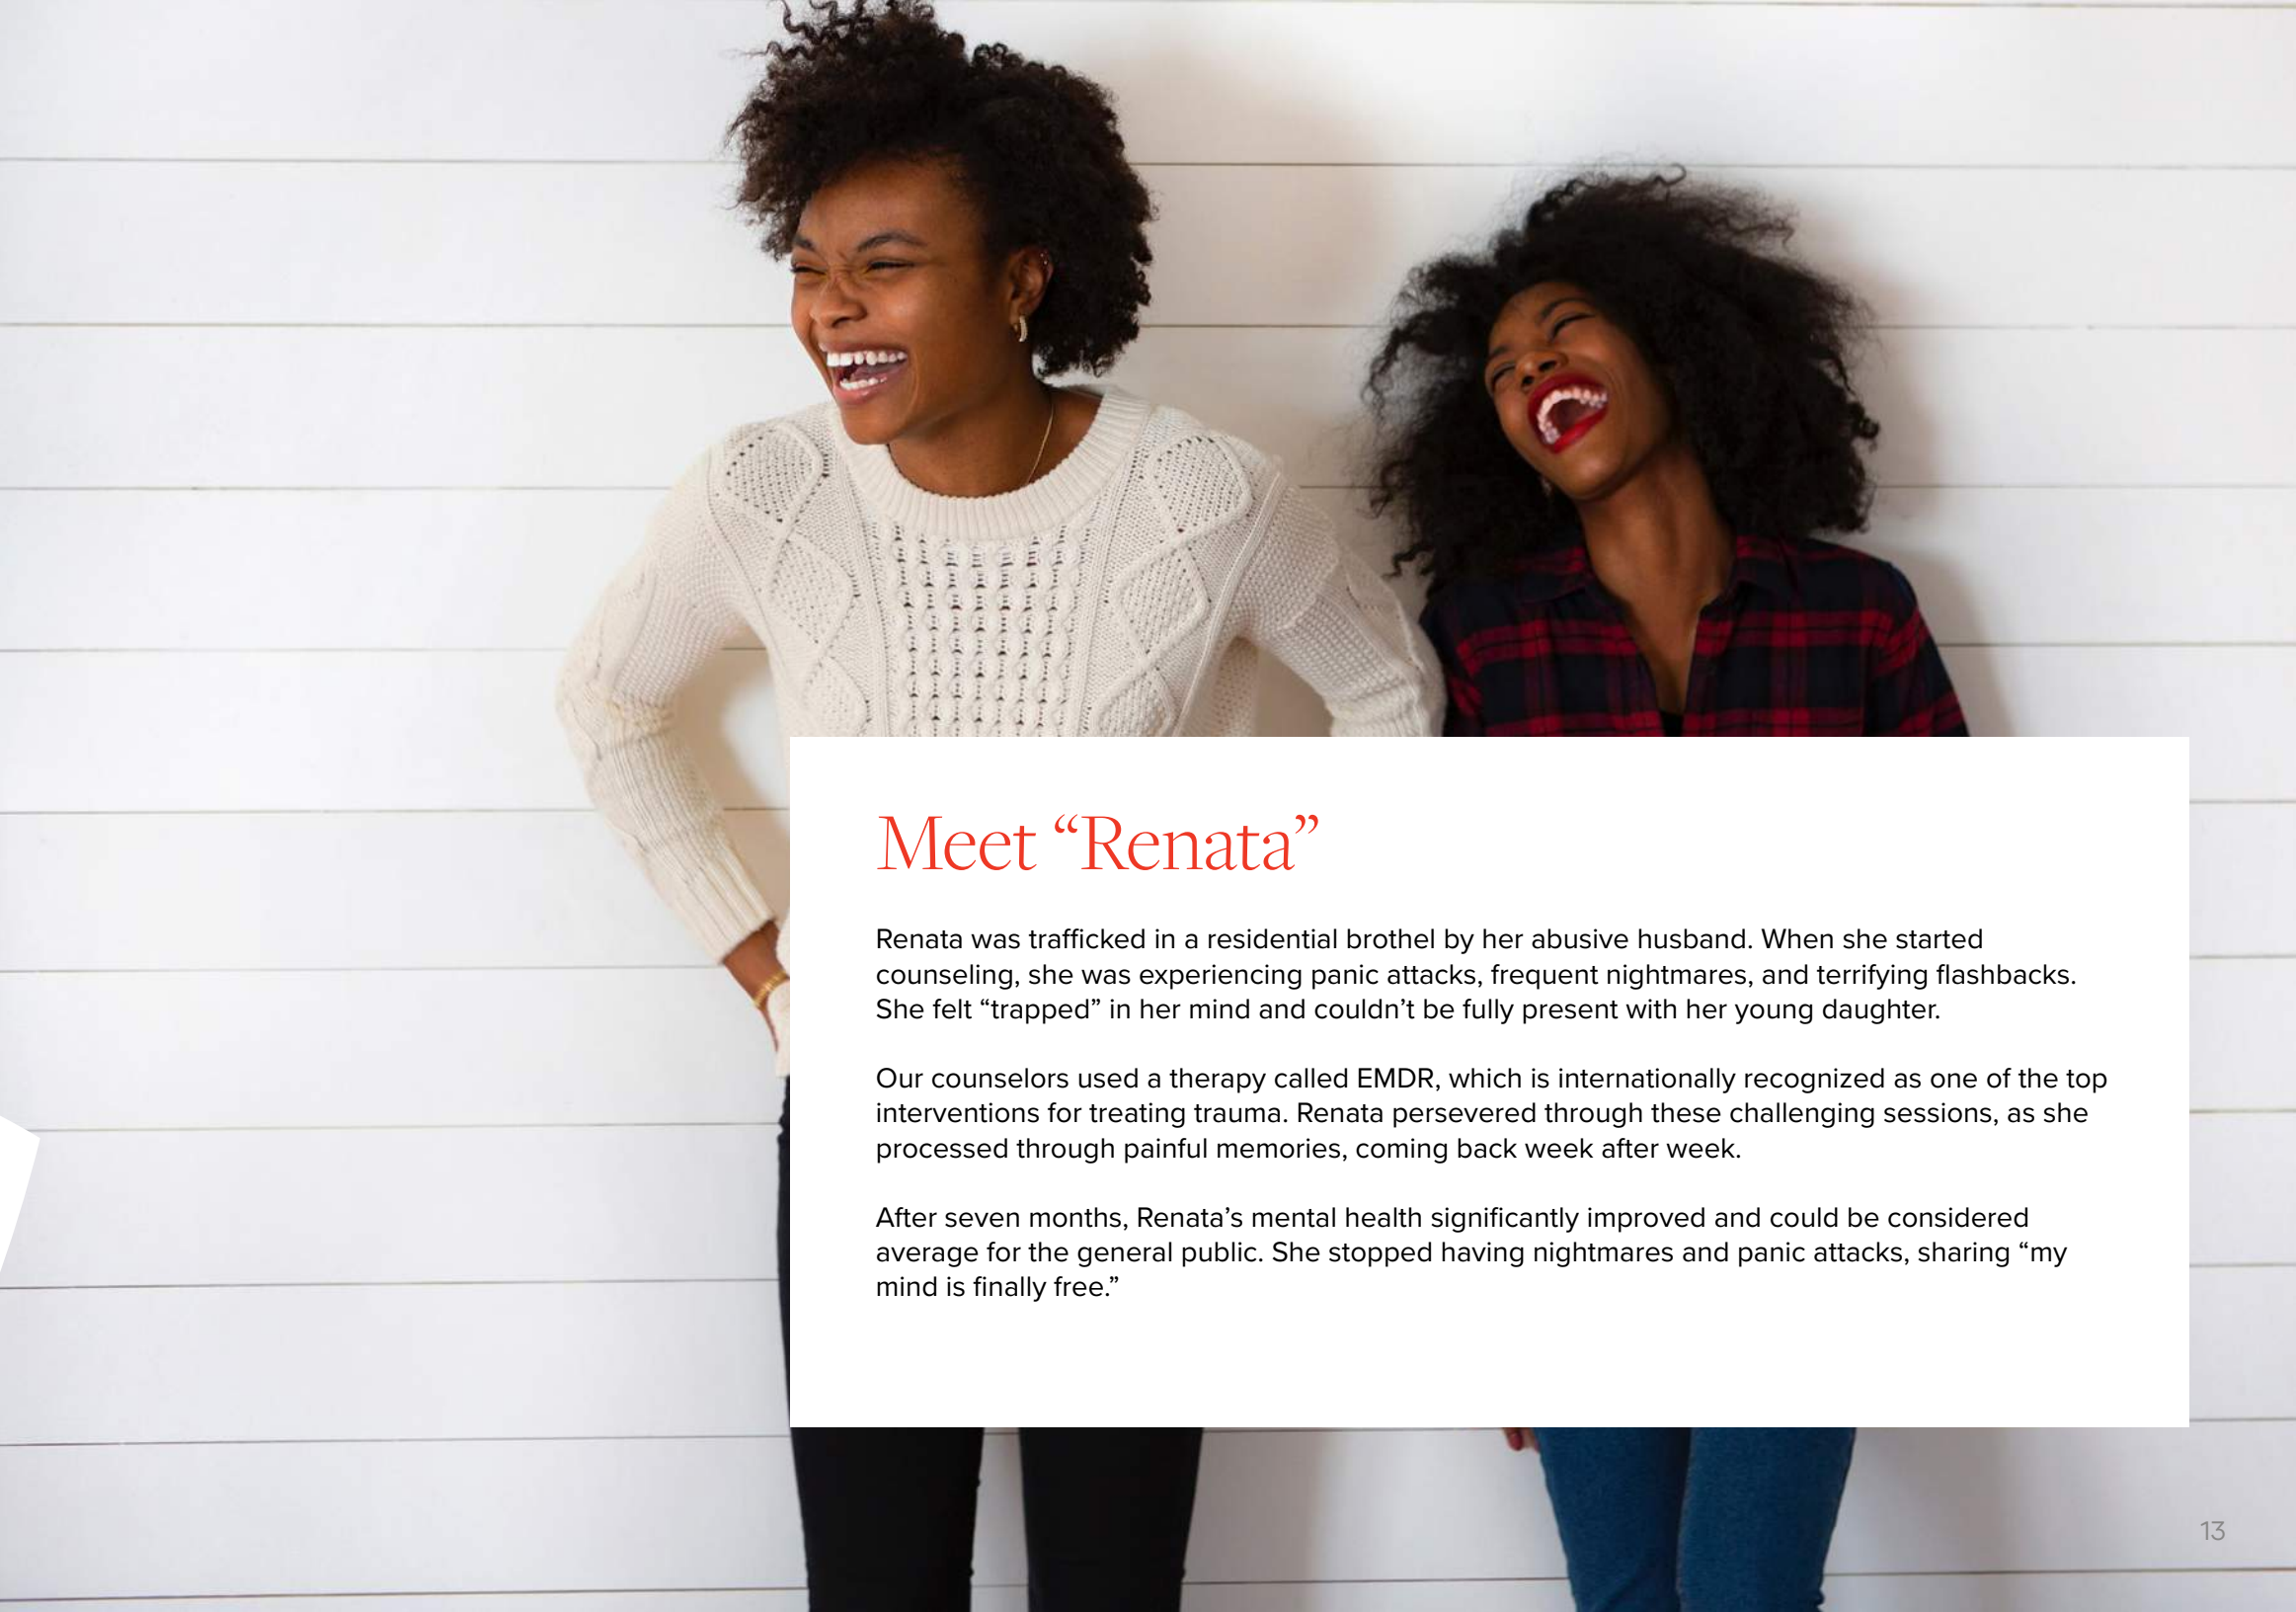 Meet “Renata”
Renata was trafficked in a residential brothel by her abusive husband. When she started
counseling, she was experiencing panic attacks, frequent nightmares, and terrifying flashbacks.
She felt “trapped” in her mind and couldn’t be fully present with her young daughter.
Our counselors used a therapy called EMDR, which is internationally recognized as one of the top
interventions for treating trauma. Renata persevered through these challenging sessions, as she
processed through painful memories, coming back week after week.
After seven months, Renata’s mental health significantly improved and could be considered
average for the general public. She stopped having nightmares and panic attacks, sharing “my
mind is finally free.”
13